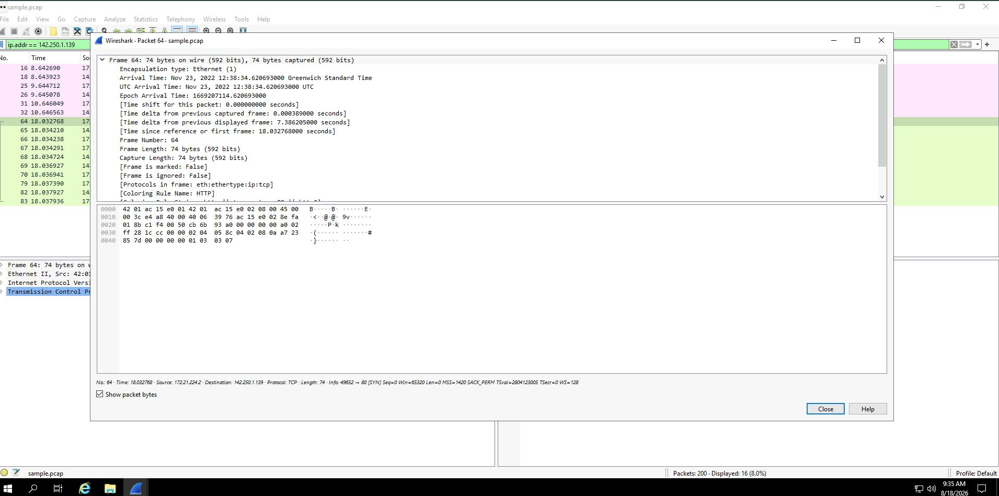 sample.pcap
File Edit View Go Capture Analyze Statistics Telephony Wireless Tools Help
ip.addr == 142.250.1.139
No. Time So
16 8.642690 17
18 8.643923 14
25 9.644712 17
26 9.645078 14
31 10.646049 17
32 10.646563 14
64 18.032768 17
65 18.034210 14
66 18.034238 17
67 18.034291 17
68 18.034724 14
69 18.036927 14
70 18.036941 17
79 18.037390 17
82 18.037927 14
83 18.037936 17
Wireshark · Packet 64 · sample.pcap
Frame 64: 74 bytes on wire (592 bits), 74 bytes captured (592 bits)
Encapsulation type: Ethernet (1)
Arrival Time: Nov 23, 2022 12:38:34.620693000 Greenwich Standard Time
UTC Arrival Time: Nov 23, 2022 12:38:34.620693000 UTC
Epoch Arrival Time: 1669207114.620693000
[Time shift for this packet: 0.000000000 seconds]
[Time delta from previous captured frame: 0.000389000 seconds]
[Time delta from previous displayed frame: 7.386205000 seconds]
[Time since reference or first frame: 18.032768000 seconds]
Frame Number: 64
Frame Length: 74 bytes (592 bits)
Capture Length: 74 bytes (592 bits)
[Frame is marked: False]
[Frame is ignored: False]
[Protocols in frame: eth:ethertype:ip:tcp]
[Coloring Rule Name: HTTP]
0000 42 01 ac 15 e0 01 42 01 ac 15 e0 02 08 00 45 00 B·····B· ······E·
0010 00 3c e4 a8 40 00 40 06 39 76 ac 15 e0 02 8e fa ·<··@·@· 9v······
0020 01 8b c1 f4 00 50 cb 6b 93 a0 00 00 00 00 a0 02 ·····P·k ········
0030 ff 28 1c cc 00 00 02 04 05 8c 04 02 08 0a a7 23 ·(······ ·······#
0040 85 7d 00 00 00 00 01 03 03 07 ·}······ ··
No.: 64 · Time: 18.032768 · Source: 172.21.224.2 · Destination: 142.250.1.139 · Protocol: TCP · Length: 74 · Info: 49652 → 80 [SYN] Seq=0 Win=65320 Len=0 MSS=1420 SACK_PERM TSval=2804123005 TSecr=0 WS=128
Show packet bytes
Close Help
Frame 64: 74 bytes on w
Ethernet II, Src: 42:01
Internet Protocol Versi
Transmission Control Pr
sample.pcap
Packets: 200 · Displayed: 16 (8.0%)
Profile: Default
9:35 AM
8/18/2026